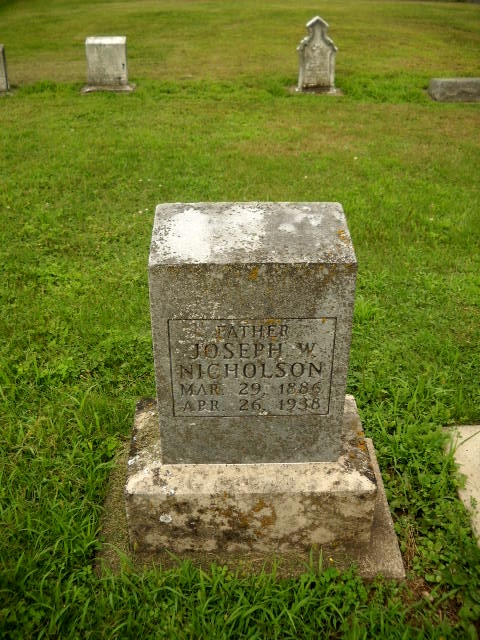 FATHER
JOSEPH W.
NICHOLSON
MAR. 29, 1886
APR. 26, 1938